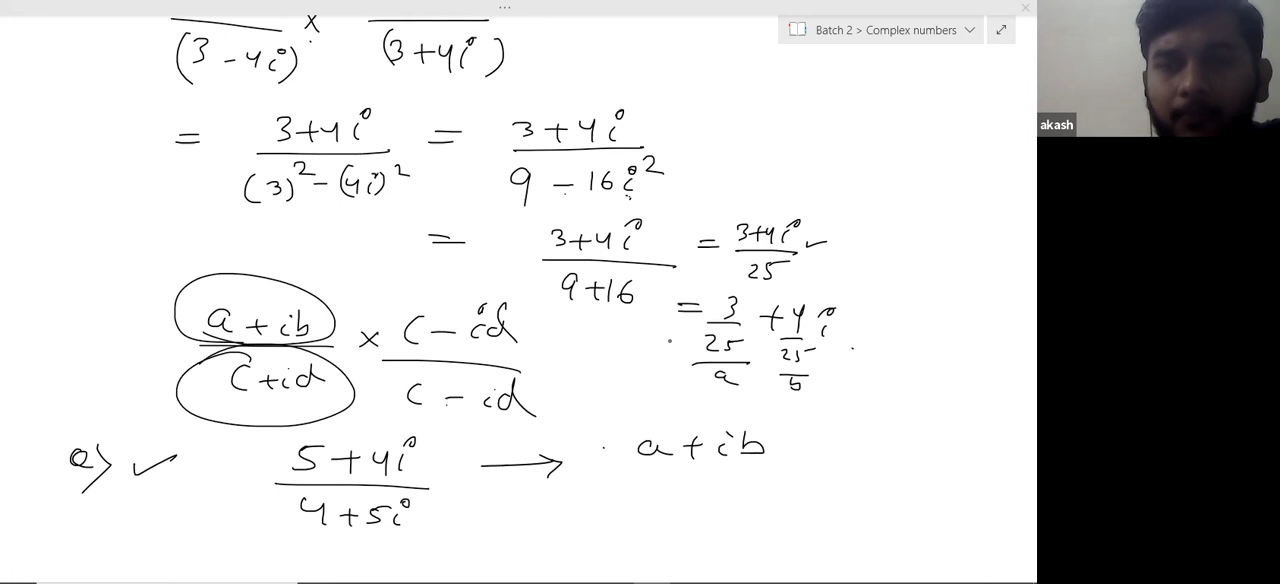 Batch 2 > Complex numbers
akash
x
(3 - 4i) (3 + 4i)
= 3+4i / (3)² - (4i)² = 3+4i / 9 - 16i²
= 3+4i / 9+16 = 3+4i / 25 ✓
= 3/25 + 4/25 i
a b
a + ib / C + id x C - id / C - id
Q) ✓ 5+4i / 4+5i → a + ib